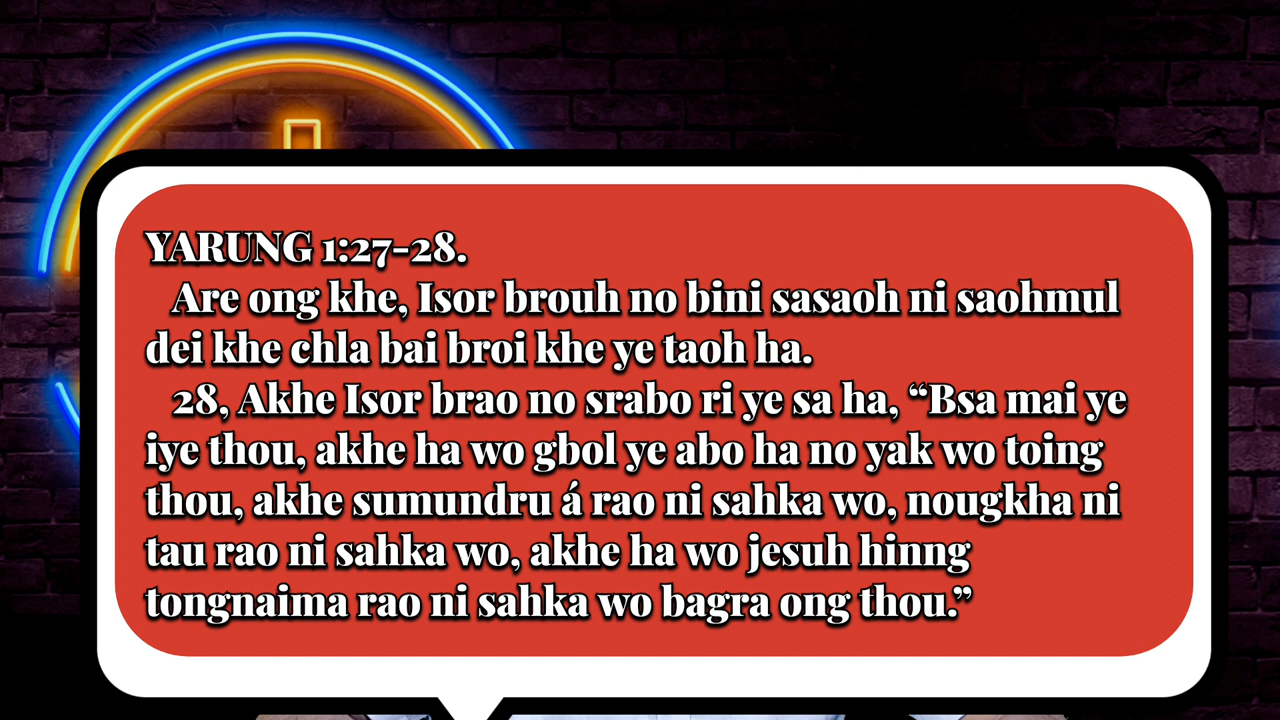 YARUNG 1:27-28.
Are ong khe, Isor brouh no bini sasaoh ni saohmul
dei khe chla bai broi khe ye taoh ha.
28, Akhe Isor brao no srabo ri ye sa ha, “Bsa mai ye
iye thou, akhe ha wo gbol ye abo ha no yak wo toing
thou, akhe sumundru á rao ni sahka wo, nougkha ni
tau rao ni sahka wo, akhe ha wo jesuh hinng
tongnaima rao ni sahka wo bagra ong thou.”